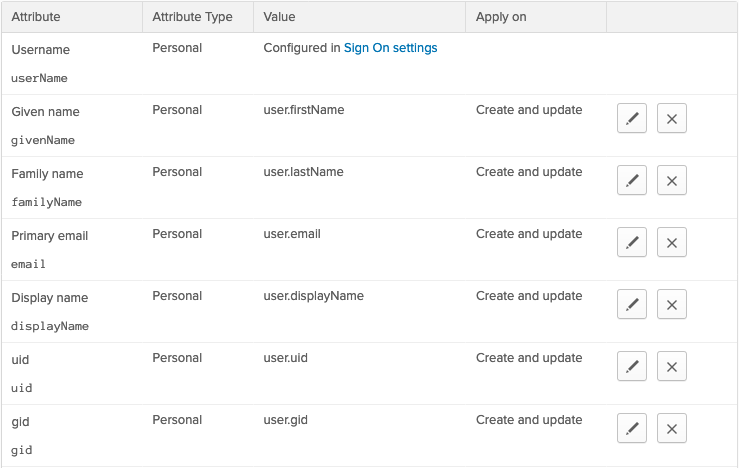 Attribute Attribute Type Value Apply on
Username Personal Configured in Sign On settings
userName
Given name Personal user.firstName Create and update
givenName
Family name Personal user.lastName Create and update
familyName
Primary email Personal user.email Create and update
email
Display name Personal user.displayName Create and update
displayName
uid Personal user.uid Create and update
uid
gid Personal user.gid Create and update
gid